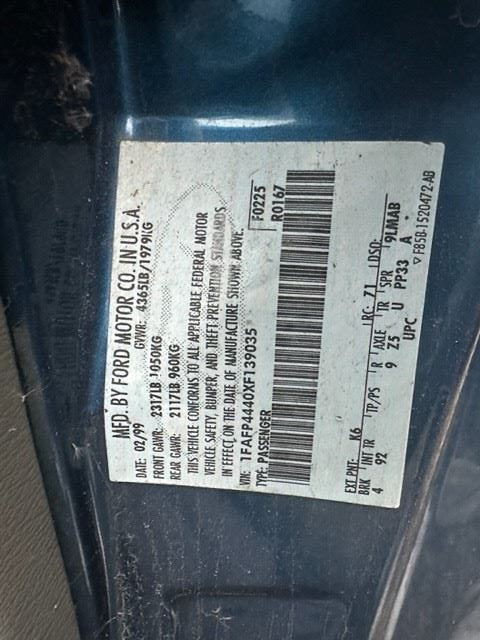 MFD. BY FORD MOTOR CO. IN U.S.A.
DATE: 02/99 GVWR: 4365LB/1979KG
FRONT GAWR: 2317LB 1050KG
REAR GAWR: 2117LB 960KG
THIS VEHICLE CONFORMS TO ALL APPLICABLE FEDERAL MOTOR
VEHICLE SAFETY, BUMPER, AND THEFT PREVENTION STANDARDS
IN EFFECT ON THE DATE OF MANUFACTURE SHOWN ABOVE.
VIN: 1FAFP4440XF139035 F0225
TYPE: PASSENGER R0167
EXT PNT: K6 RC: 71 DSO:
BRK INT TR TP/PS R AXLE TR SPR 9LMAB
4 92 9 Z5 U PP33 A
UPC
▽F85B-1520472-AB